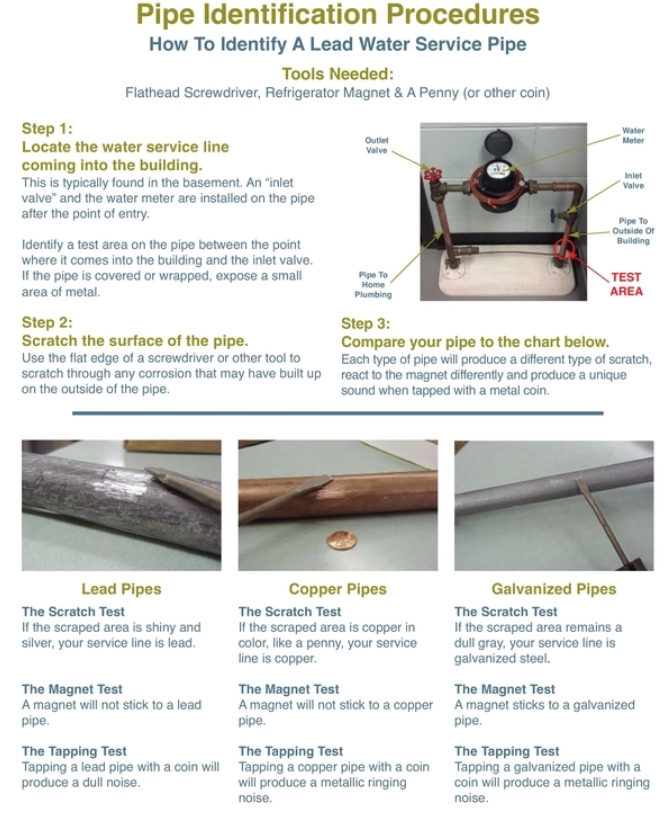 Pipe Identification Procedures
How To Identify A Lead Water Service Pipe
Tools Needed:
Flathead Screwdriver, Refrigerator Magnet & A Penny (or other coin)
Step 1:
Locate the water service line
coming into the building.
This is typically found in the basement. An “inlet
valve” and the water meter are installed on the pipe
after the point of entry.
Identify a test area on the pipe between the point
where it comes into the building and the inlet valve.
If the pipe is covered or wrapped, expose a small
area of metal.
Outlet
Valve
Water
Meter
Inlet
Valve
Pipe To
Outside Of
Building
Pipe To
Home
Plumbing
TEST
AREA
Step 2:
Scratch the surface of the pipe.
Use the flat edge of a screwdriver or other tool to
scratch through any corrosion that may have built up
on the outside of the pipe.
Step 3:
Compare your pipe to the chart below.
Each type of pipe will produce a different type of scratch,
react to the magnet differently and produce a unique
sound when tapped with a metal coin.
Lead Pipes
The Scratch Test
If the scraped area is shiny and
silver, your service line is lead.
The Magnet Test
A magnet will not stick to a lead
pipe.
The Tapping Test
Tapping a lead pipe with a coin will
produce a dull noise.
Copper Pipes
The Scratch Test
If the scraped area is copper in
color, like a penny, your service
line is copper.
The Magnet Test
A magnet will not stick to a copper
pipe.
The Tapping Test
Tapping a copper pipe with a coin
will produce a metallic ringing
noise.
Galvanized Pipes
The Scratch Test
If the scraped area remains a
dull gray, your service line is
galvanized steel.
The Magnet Test
A magnet sticks to a galvanized
pipe.
The Tapping Test
Tapping a galvanized pipe with a
coin will produce a metallic ringing
noise.